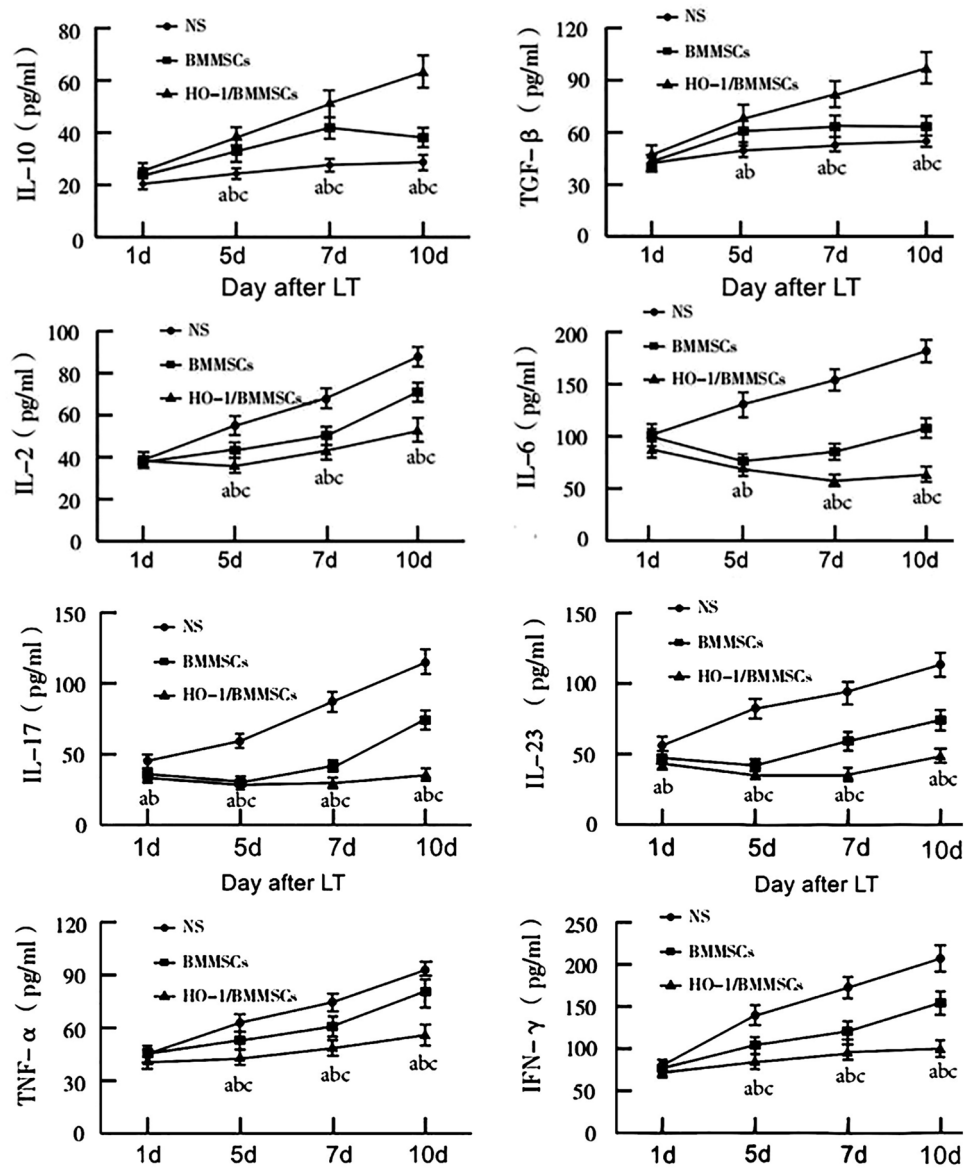 IL-10 ( pg/ml )
80
60
40
20
0
NS
BMMSCs
HO-1/BMMSCs
abc
abc
abc
1d 5d 7d 10d
Day after LT
TGF-β ( pg/ml )
120
90
60
30
0
NS
BMMSCs
HO-1/BMMSCs
ab
abc
abc
1d 5d 7d 10d
Day after LT
IL-2 ( pg/ml )
100
80
60
40
20
0
NS
BMMSCs
HO-1/BMMSCs
abc
abc
abc
1d 5d 7d 10d
IL-6 ( pg/ml )
200
150
100
50
0
NS
BMMSCs
HO-1/BMMSCs
ab
abc
abc
1d 5d 7d 10d
IL-17 ( pg/ml )
150
100
50
0
NS
BMMSCs
HO-1/BMMSCs
ab
abc
abc
abc
1d 5d 7d 10d
Day after LT
IL-23 ( pg/ml )
150
100
50
0
NS
BMMSCs
HO-1/BMMSCs
ab
abc
abc
abc
1d 5d 7d 10d
Day after LT
TNF-α ( pg/ml )
120
90
60
30
0
NS
BMMSCs
HO-1/BMMSCs
abc
abc
abc
1d 5d 7d 10d
IFN-γ ( pg/ml )
250
200
150
100
50
0
NS
BMMSCs
HO-1/BMMSCs
abc
abc
abc
1d 5d 7d 10d